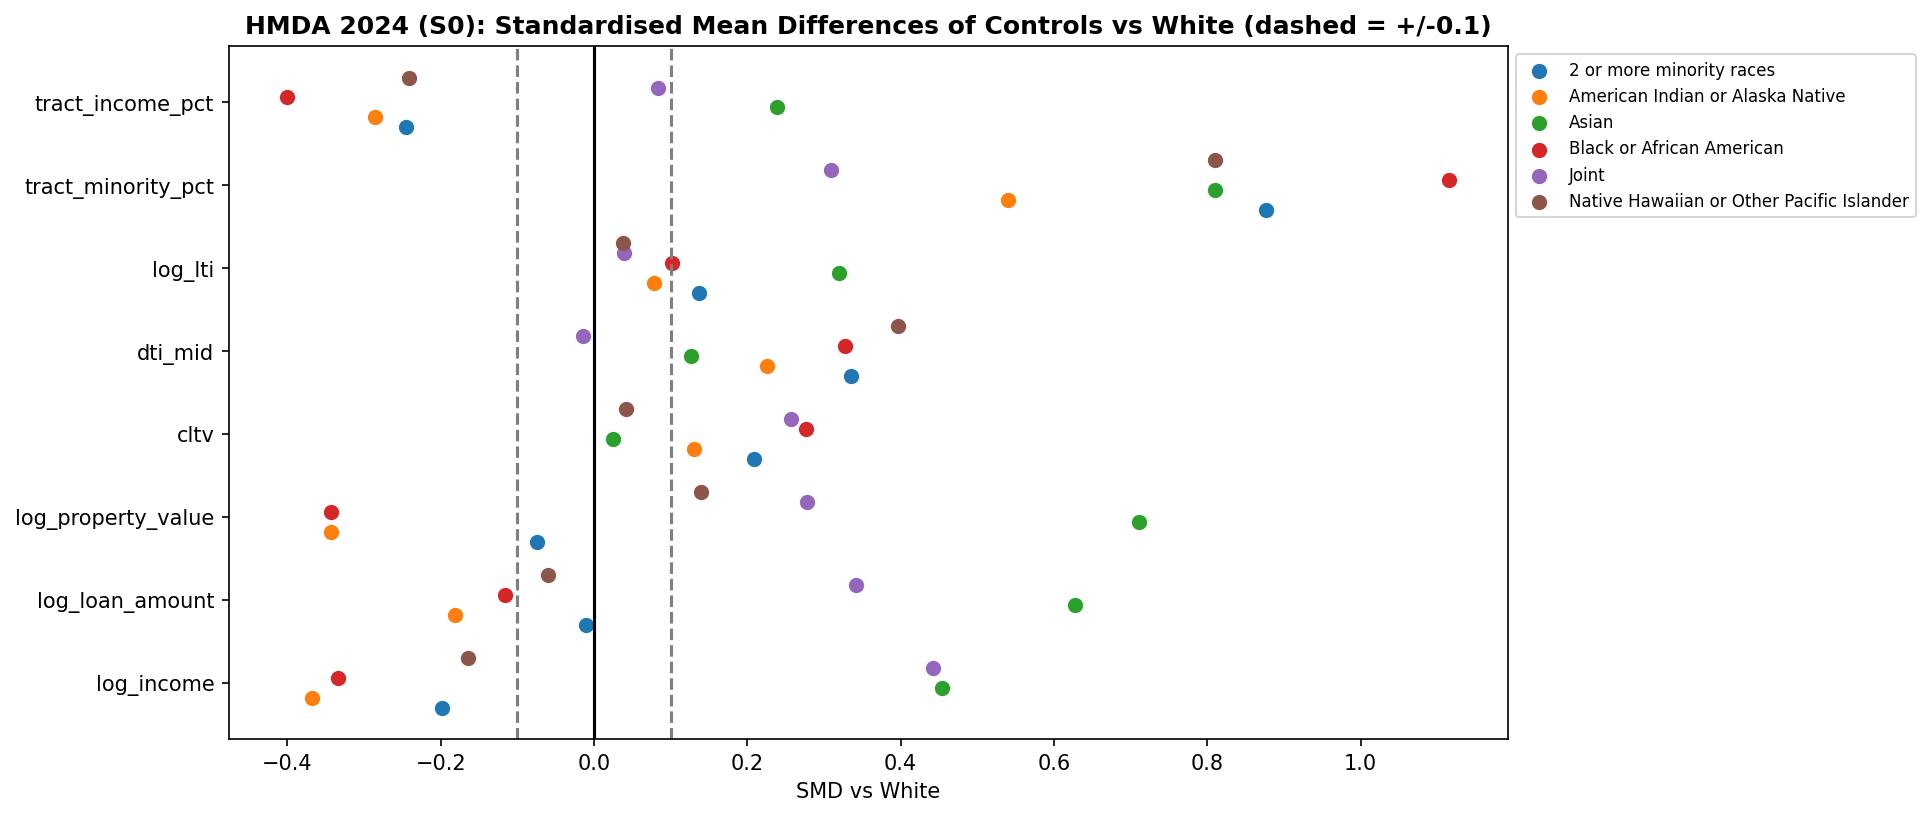 HMDA 2024 (S0): Standardised Mean Differences of Controls vs White (dashed = +/-0.1)
tract_income_pct
tract_minority_pct
log_lti
dti_mid
cltv
log_property_value
log_loan_amount
log_income
−0.4 −0.2 0.0 0.2 0.4 0.6 0.8 1.0
SMD vs White
2 or more minority races
American Indian or Alaska Native
Asian
Black or African American
Joint
Native Hawaiian or Other Pacific Islander